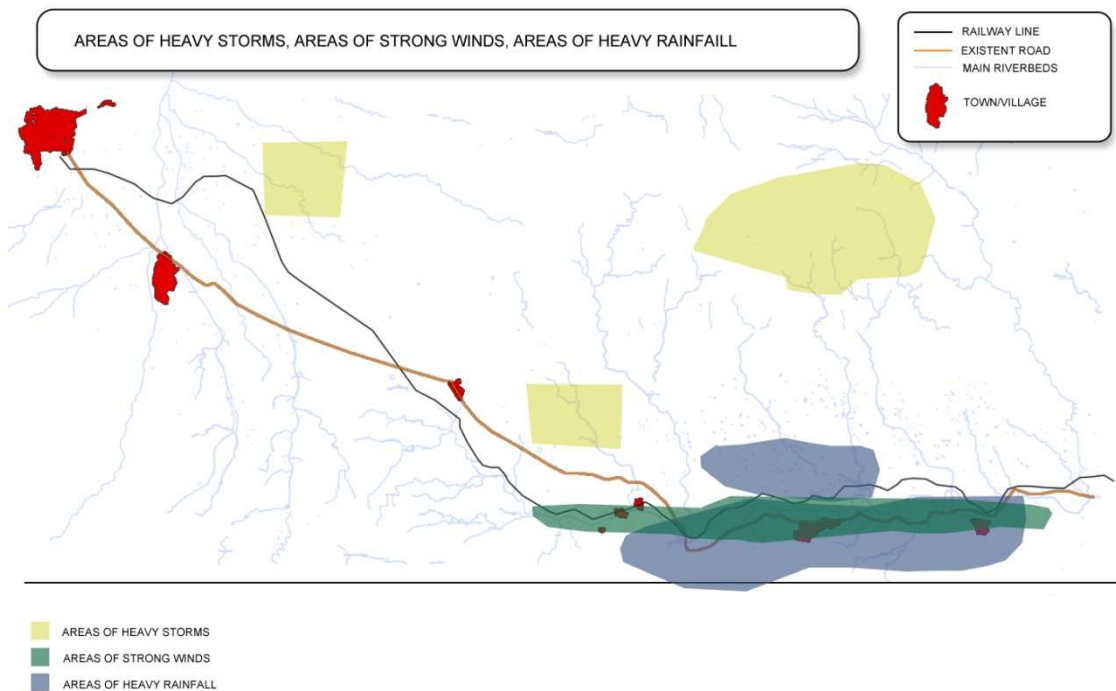 AREAS OF HEAVY STORMS, AREAS OF STRONG WINDS, AREAS OF HEAVY RAINFAILL
RAILWAY LINE
EXISTENT ROAD
MAIN RIVERBEDS
TOWN/VILLAGE
AREAS OF HEAVY STORMS
AREAS OF STRONG WINDS
AREAS OF HEAVY RAINFALL